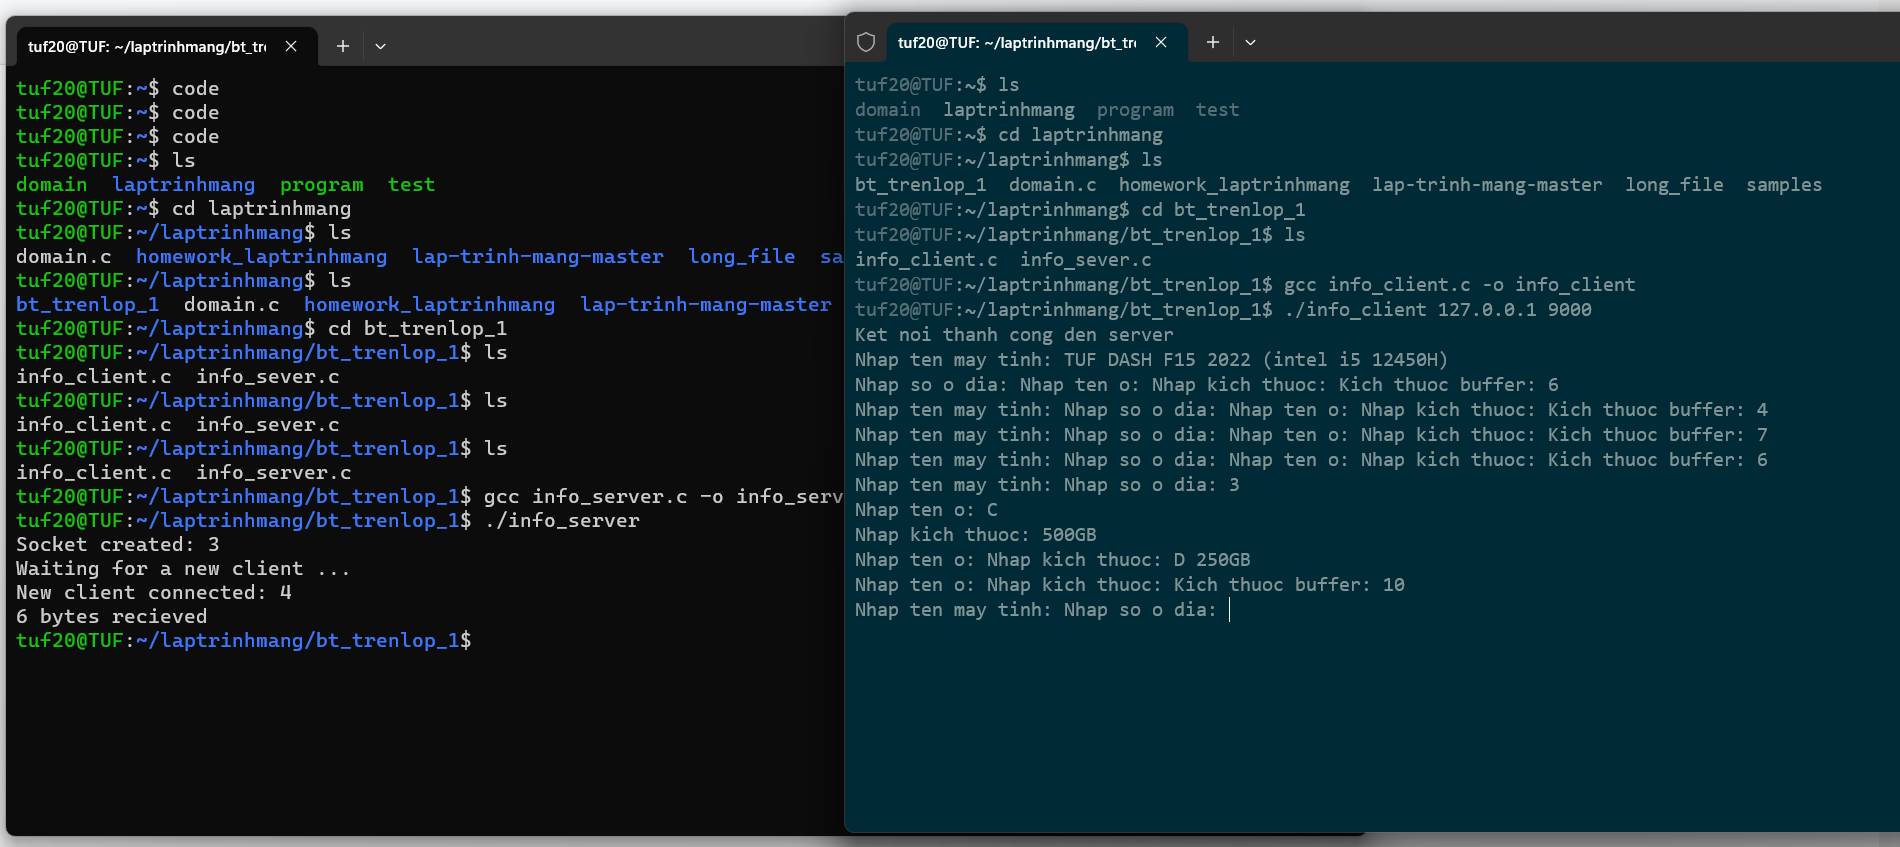 tuf20@TUF: ~/laptrinhmang/bt_tre
tuf20@TUF:~$ code
tuf20@TUF:~$ code
tuf20@TUF:~$ code
tuf20@TUF:~$ ls
domain  laptrinhmang  program  test
tuf20@TUF:~$ cd laptrinhmang
tuf20@TUF:~/laptrinhmang$ ls
domain.c  homework_laptrinhmang  lap-trinh-mang-master  long_file  sa
tuf20@TUF:~/laptrinhmang$ ls
bt_trenlop_1  domain.c  homework_laptrinhmang  lap-trinh-mang-master
tuf20@TUF:~/laptrinhmang$ cd bt_trenlop_1
tuf20@TUF:~/laptrinhmang/bt_trenlop_1$ ls
info_client.c  info_sever.c
tuf20@TUF:~/laptrinhmang/bt_trenlop_1$ ls
info_client.c  info_sever.c
tuf20@TUF:~/laptrinhmang/bt_trenlop_1$ ls
info_client.c  info_server.c
tuf20@TUF:~/laptrinhmang/bt_trenlop_1$ gcc info_server.c -o info_serv
tuf20@TUF:~/laptrinhmang/bt_trenlop_1$ ./info_server
Socket created: 3
Waiting for a new client ...
New client connected: 4
6 bytes recieved
tuf20@TUF:~/laptrinhmang/bt_trenlop_1$
tuf20@TUF: ~/laptrinhmang/bt_tre
tuf20@TUF:~$ ls
domain  laptrinhmang  program  test
tuf20@TUF:~$ cd laptrinhmang
tuf20@TUF:~/laptrinhmang$ ls
bt_trenlop_1  domain.c  homework_laptrinhmang  lap-trinh-mang-master  long_file  samples
tuf20@TUF:~/laptrinhmang$ cd bt_trenlop_1
tuf20@TUF:~/laptrinhmang/bt_trenlop_1$ ls
info_client.c  info_sever.c
tuf20@TUF:~/laptrinhmang/bt_trenlop_1$ gcc info_client.c -o info_client
tuf20@TUF:~/laptrinhmang/bt_trenlop_1$ ./info_client 127.0.0.1 9000
Ket noi thanh cong den server
Nhap ten may tinh: TUF DASH F15 2022 (intel i5 12450H)
Nhap so o dia: Nhap ten o: Nhap kich thuoc: Kich thuoc buffer: 6
Nhap ten may tinh: Nhap so o dia: Nhap ten o: Nhap kich thuoc: Kich thuoc buffer: 4
Nhap ten may tinh: Nhap so o dia: Nhap ten o: Nhap kich thuoc: Kich thuoc buffer: 7
Nhap ten may tinh: Nhap so o dia: Nhap ten o: Nhap kich thuoc: Kich thuoc buffer: 6
Nhap ten may tinh: Nhap so o dia: 3
Nhap ten o: C
Nhap kich thuoc: 500GB
Nhap ten o: Nhap kich thuoc: D 250GB
Nhap ten o: Nhap kich thuoc: Kich thuoc buffer: 10
Nhap ten may tinh: Nhap so o dia: